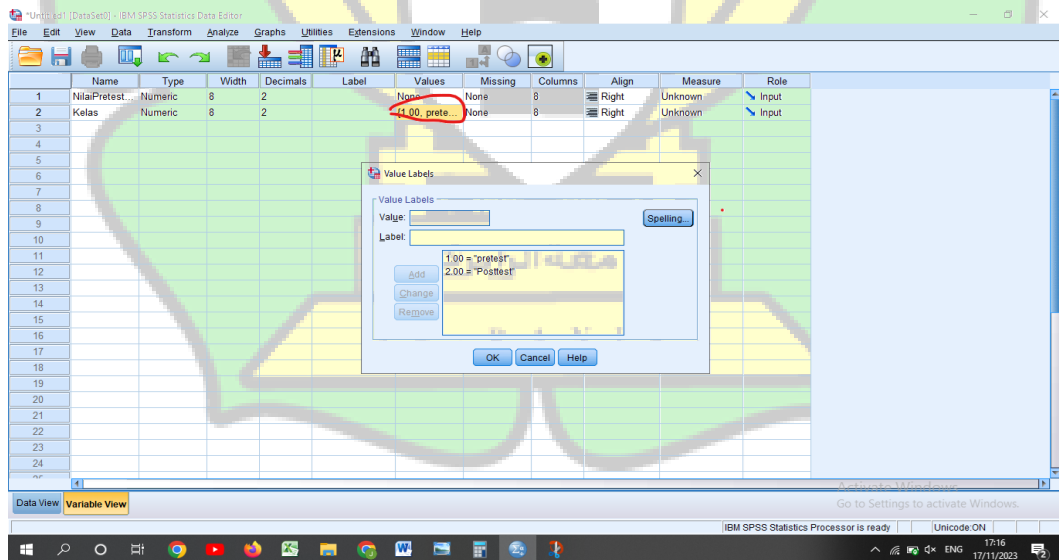 *Untitled1 [DataSet0] - IBM SPSS Statistics Data Editor
File Edit View Data Transform Analyze Graphs Utilities Extensions Window Help
Name Type Width Decimals Label Values Missing Columns Align Measure Role
1 NilaiPretest... Numeric 8 2 None None 8 Right Unknown Input
2 Kelas Numeric 8 2 {1.00, prete... None 8 Right Unknown Input
3
4
5
6
7
8
9
10
11
12
13
14
15
16
17
18
19
20
21
22
23
24
25
Value Labels
Value Labels
Value:
Spelling...
Label:
1.00 = "pretest"
2.00 = "Posttest"
Add
Change
Remove
OK Cancel Help
Activate Windows
Go to Settings to activate Windows.
Data View Variable View
IBM SPSS Statistics Processor is ready Unicode:ON
ENG 17:16
17/11/2023